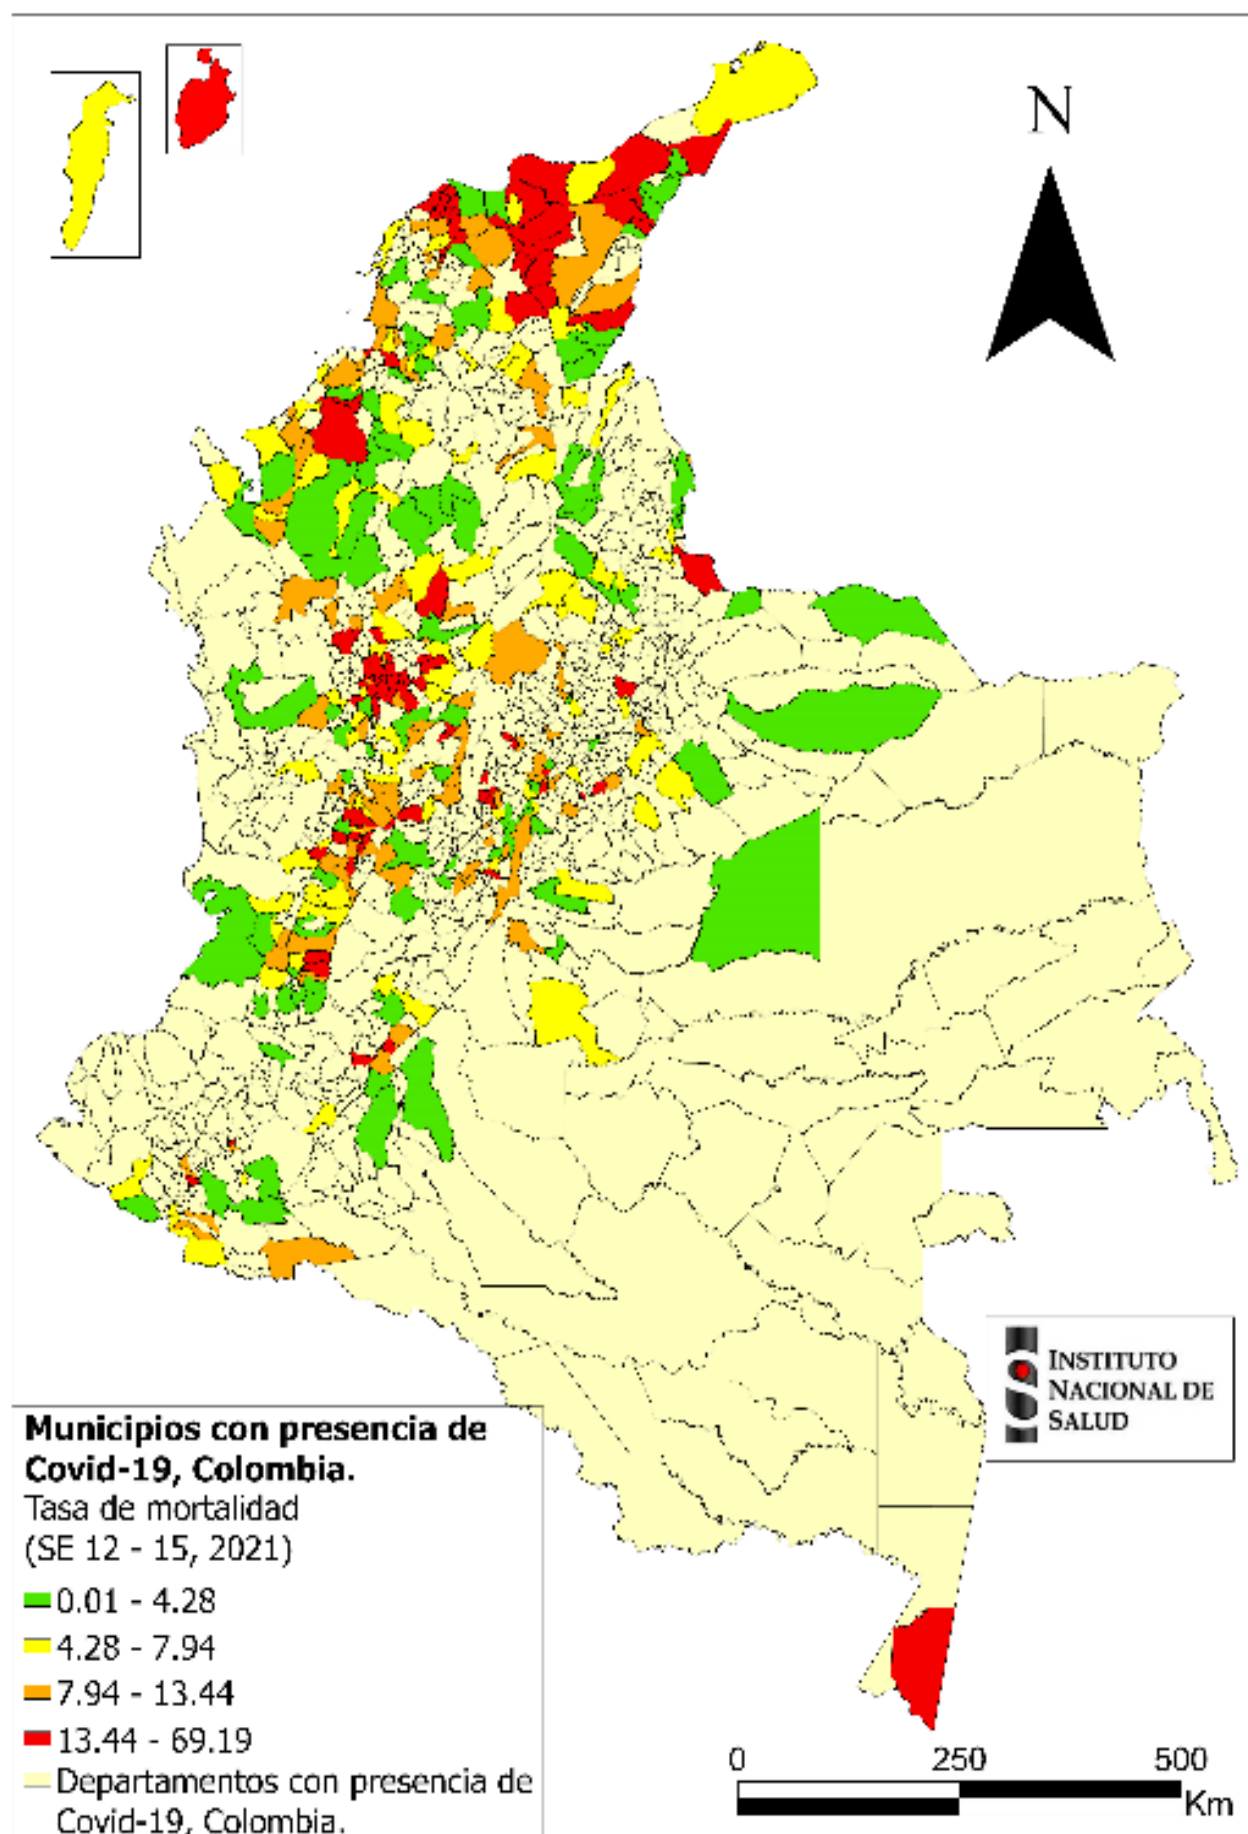 N
INSTITUTO
NACIONAL DE
SALUD
Municipios con presencia de
Covid-19, Colombia.
Tasa de mortalidad
(SE 12 - 15, 2021)
0.01 - 4.28
4.28 - 7.94
7.94 - 13.44
13.44 - 69.19
Departamentos con presencia de
Covid-19, Colombia.
0 250 500
Km